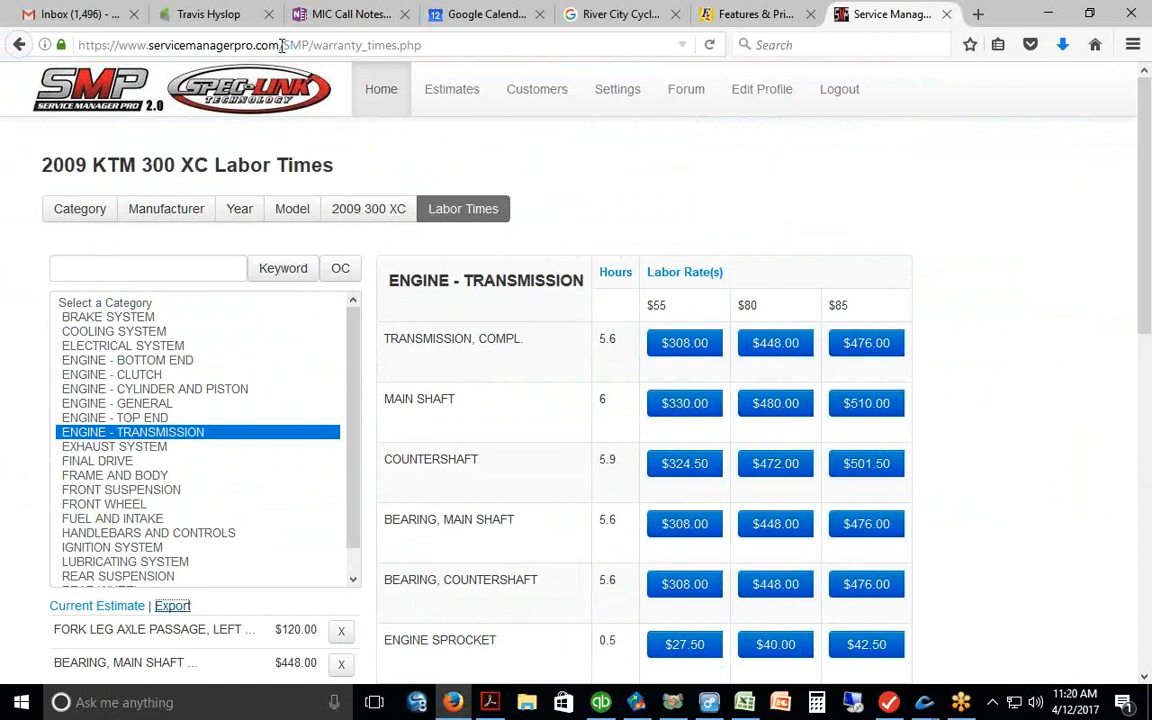 Inbox (1,496) - ... × Travis Hyslop × MIC Call Notes... × 12 Google Calend... × River City Cycl... × Features & Pri... × Service Manag... × +
https://www.servicemanagerpro.com/SMP/warranty_times.php Search
SMP SERVICE MANAGER PRO 2.0 SPEC-LINK TECHNOLOGY Home Estimates Customers Settings Forum Edit Profile Logout
2009 KTM 300 XC Labor Times
Category Manufacturer Year Model 2009 300 XC Labor Times
Keyword OC
Select a Category
BRAKE SYSTEM
COOLING SYSTEM
ELECTRICAL SYSTEM
ENGINE - BOTTOM END
ENGINE - CLUTCH
ENGINE - CYLINDER AND PISTON
ENGINE - GENERAL
ENGINE - TOP END
ENGINE - TRANSMISSION
EXHAUST SYSTEM
FINAL DRIVE
FRAME AND BODY
FRONT SUSPENSION
FRONT WHEEL
FUEL AND INTAKE
HANDLEBARS AND CONTROLS
IGNITION SYSTEM
LUBRICATING SYSTEM
REAR SUSPENSION
Current Estimate | Export
FORK LEG AXLE PASSAGE, LEFT ... $120.00 X
BEARING, MAIN SHAFT ... $448.00 X
ENGINE - TRANSMISSION Hours Labor Rate(s)
$55 $80 $85
TRANSMISSION, COMPL. 5.6 $308.00 $448.00 $476.00
MAIN SHAFT 6 $330.00 $480.00 $510.00
COUNTERSHAFT 5.9 $324.50 $472.00 $501.50
BEARING, MAIN SHAFT 5.6 $308.00 $448.00 $476.00
BEARING, COUNTERSHAFT 5.6 $308.00 $448.00 $476.00
ENGINE SPROCKET 0.5 $27.50 $40.00 $42.50
Ask me anything
11:20 AM
4/12/2017
1